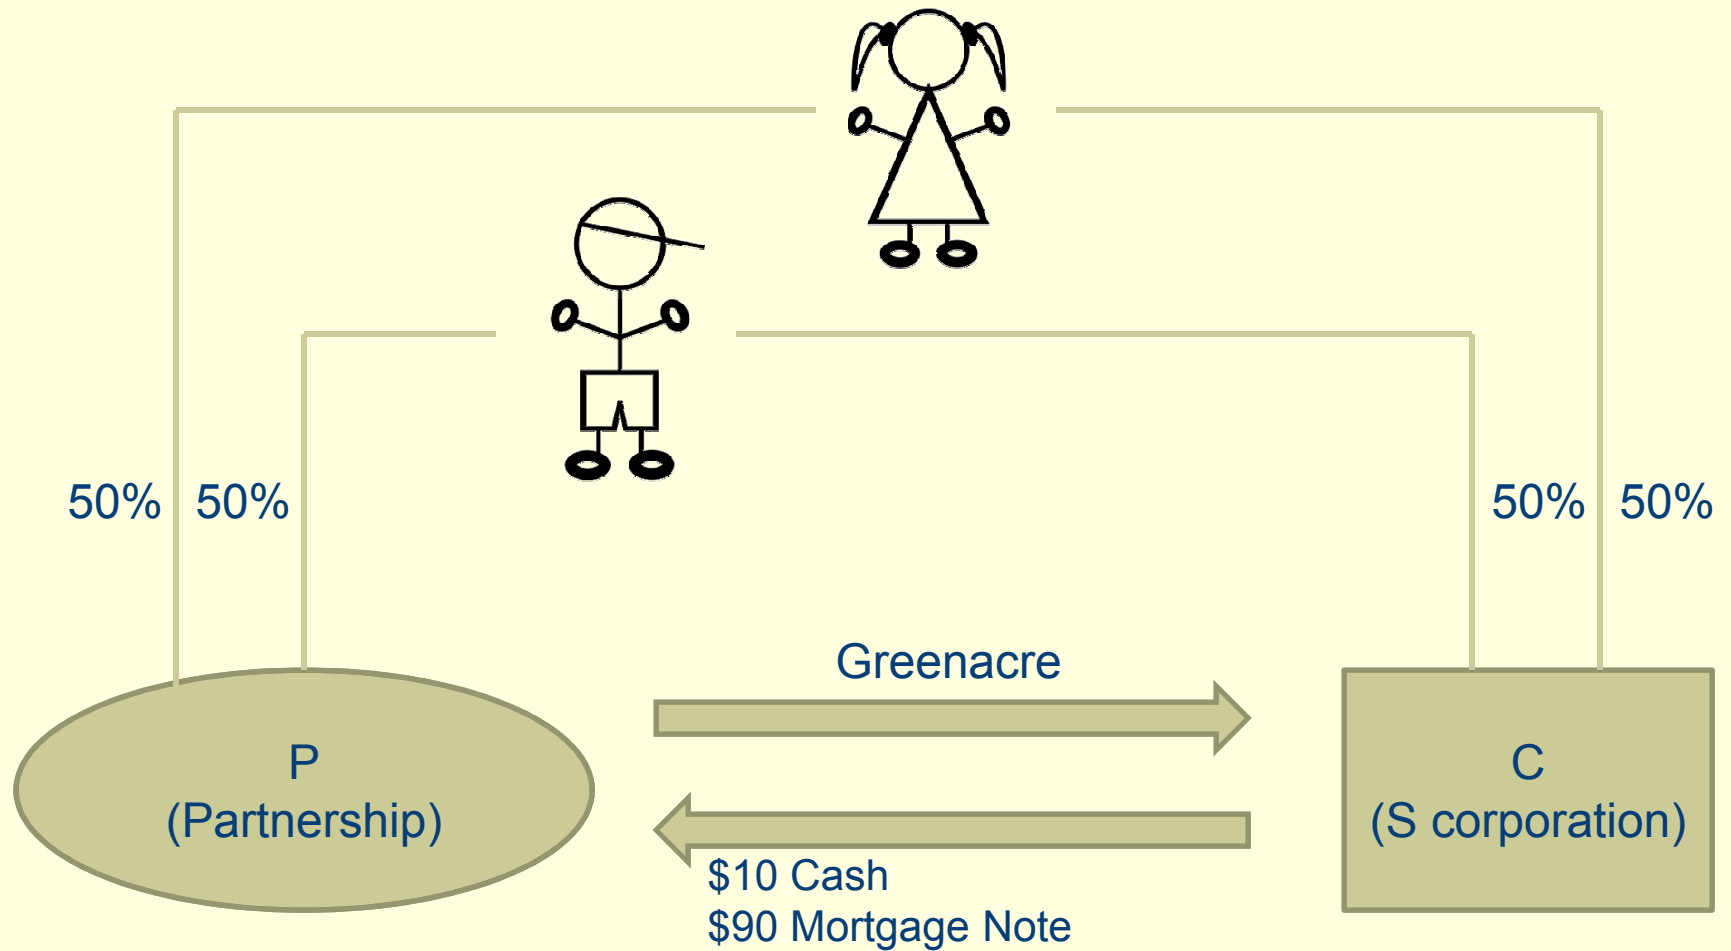 50%
50%
50%
50%
Greenacre
P
(Partnership)
C
(S corporation)
$10 Cash
$90 Mortgage Note